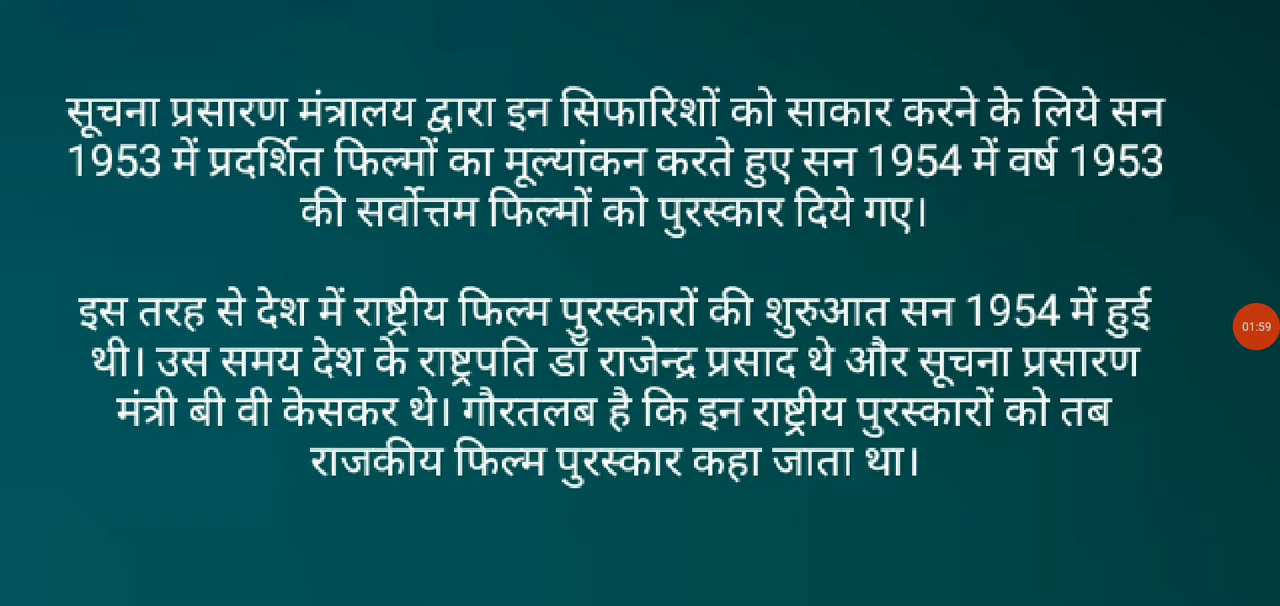 सूचना प्रसारण मंत्रालय द्वारा इन सिफारिशों को साकार करने के लिये सन
1953 में प्रदर्शित फिल्मों का मूल्यांकन करते हुए सन 1954 में वर्ष 1953
की सर्वोत्तम फिल्मों को पुरस्कार दिये गए।
इस तरह से देश में राष्ट्रीय फिल्म पुरस्कारों की शुरुआत सन 1954 में हुई
थी। उस समय देश के राष्ट्रपति डॉ राजेन्द्र प्रसाद थे और सूचना प्रसारण
मंत्री बी वी केसकर थे। गौरतलब है कि इन राष्ट्रीय पुरस्कारों को तब
राजकीय फिल्म पुरस्कार कहा जाता था।
01:59